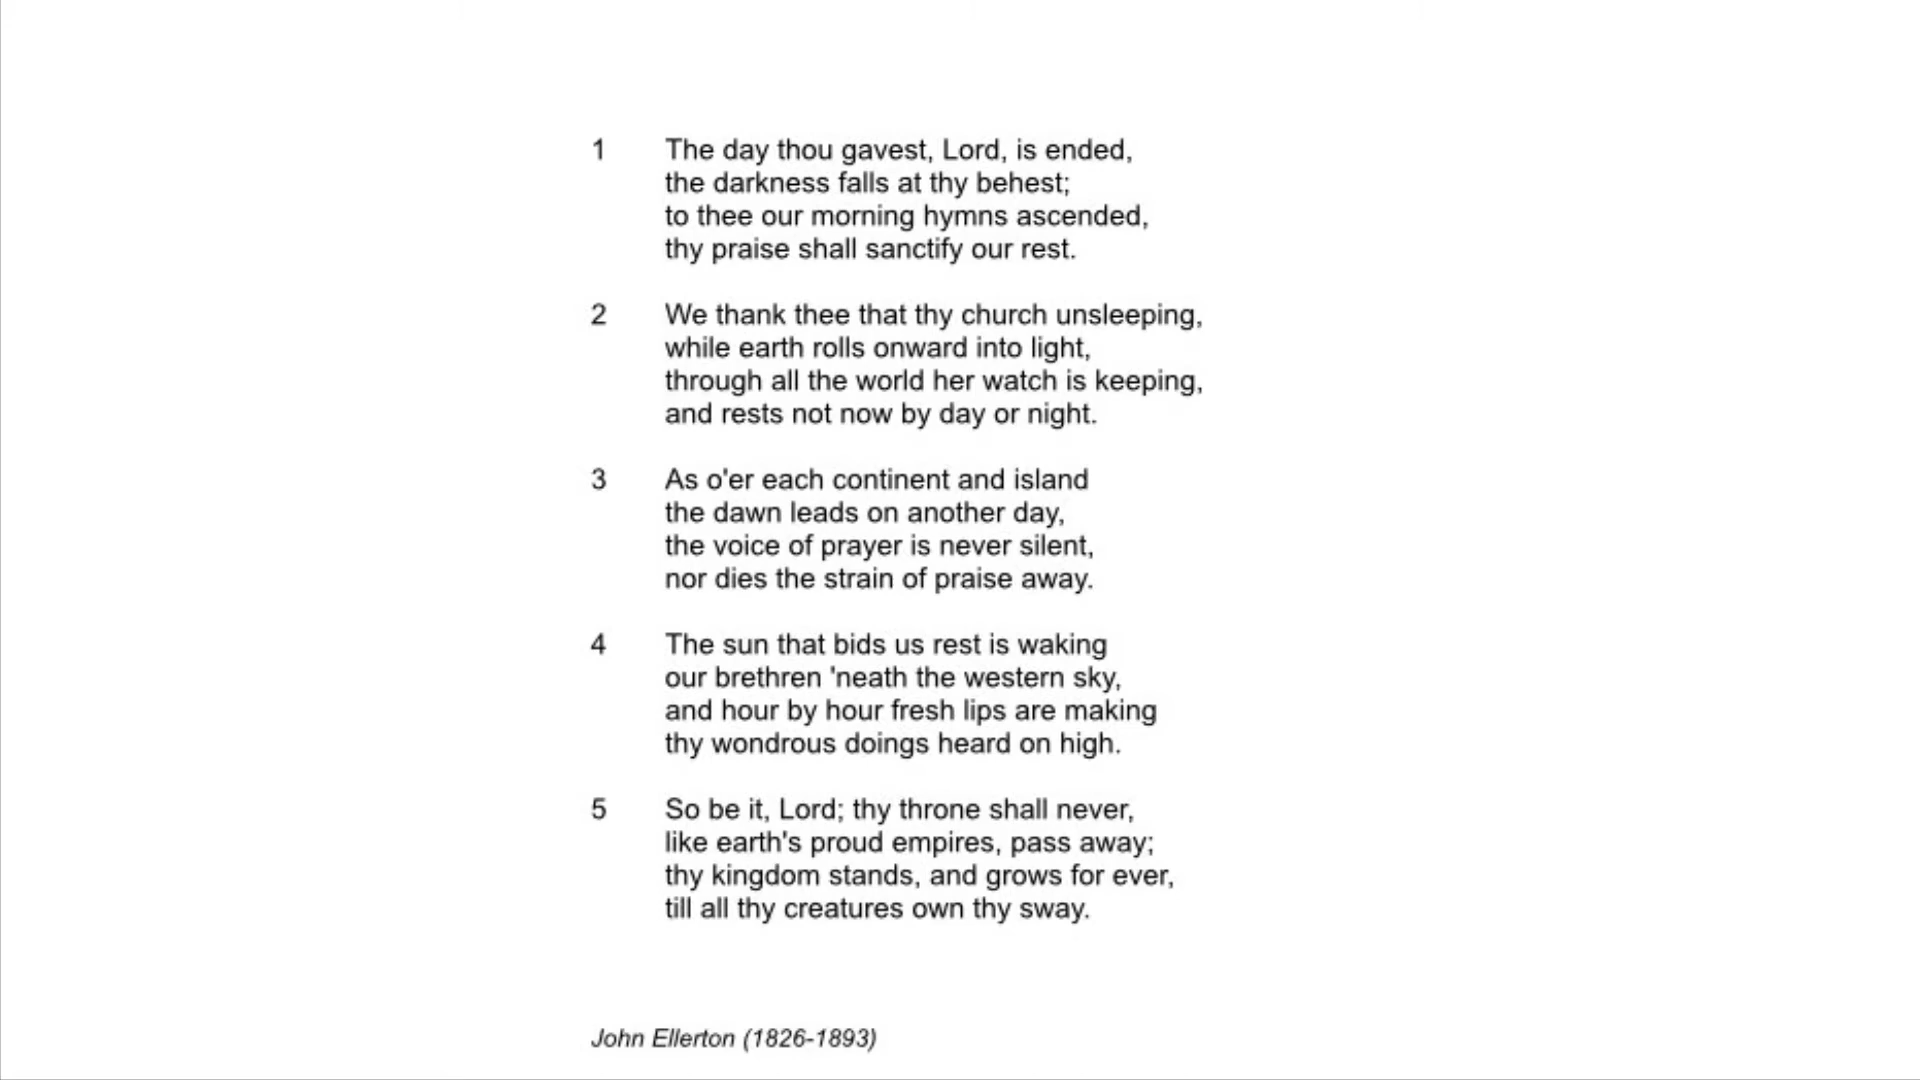 1 The day thou gavest, Lord, is ended,
the darkness falls at thy behest;
to thee our morning hymns ascended,
thy praise shall sanctify our rest.
2 We thank thee that thy church unsleeping,
while earth rolls onward into light,
through all the world her watch is keeping,
and rests not now by day or night.
3 As o'er each continent and island
the dawn leads on another day,
the voice of prayer is never silent,
nor dies the strain of praise away.
4 The sun that bids us rest is waking
our brethren 'neath the western sky,
and hour by hour fresh lips are making
thy wondrous doings heard on high.
5 So be it, Lord; thy throne shall never,
like earth's proud empires, pass away;
thy kingdom stands, and grows for ever,
till all thy creatures own thy sway.
John Ellerton (1826-1893)